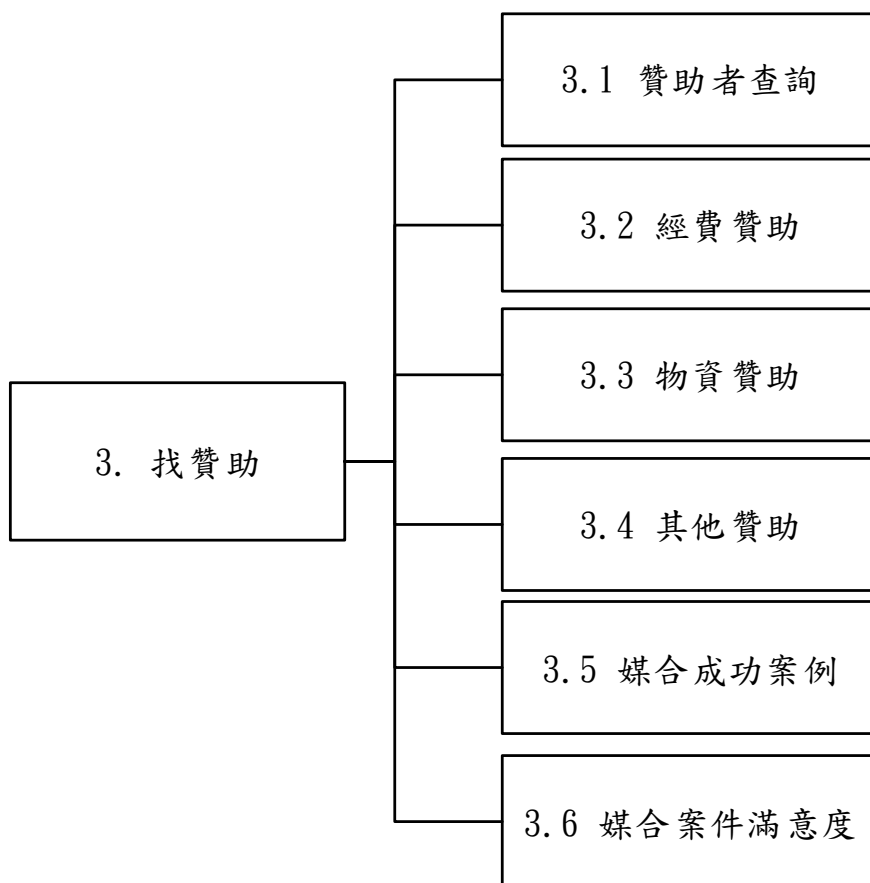 3.1 贊助者查詢
3.2 經費贊助
3.3 物資贊助
3. 找贊助
3.4 其他贊助
3.5 媒合成功案例
3.6 媒合案件滿意度